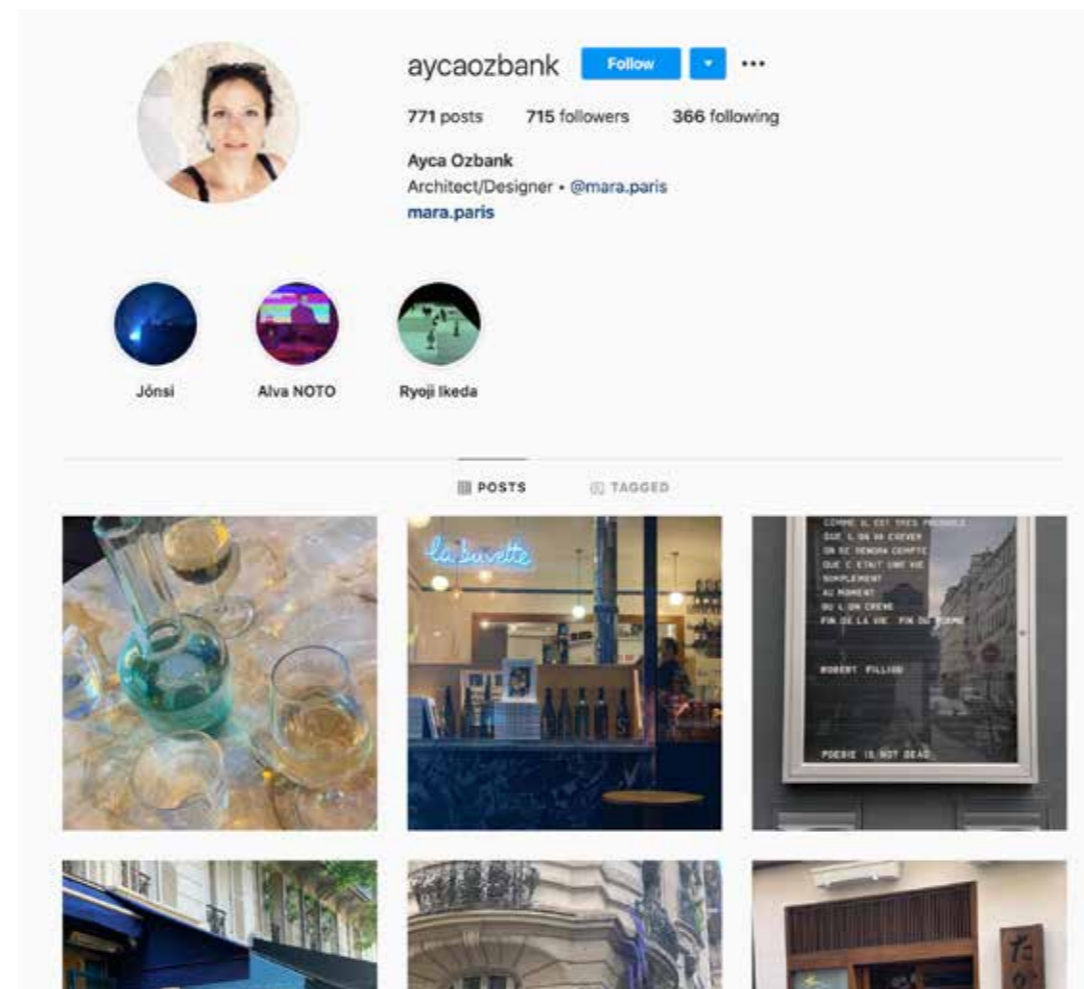 aycaozbank Follow
771 posts 715 followers 366 following
Ayca Ozbank
Architect/Designer • @mara.paris
mara.paris
Jónsi Alva NOTO Ryoji Ikeda
POSTS TAGGED
la buvette
COMME IL EST TRES PROBABLE
QUE L ON VA CREVER
ON SE RENDRA COMPTE
QUE C ETAIT UNE VIE
SIMPLEMENT
AU MOMENT
OU L ON CREVE
FIN DE LA VIE FIN DU POEME
ROBERT FILLIOU
POESIE IS NOT DEAD